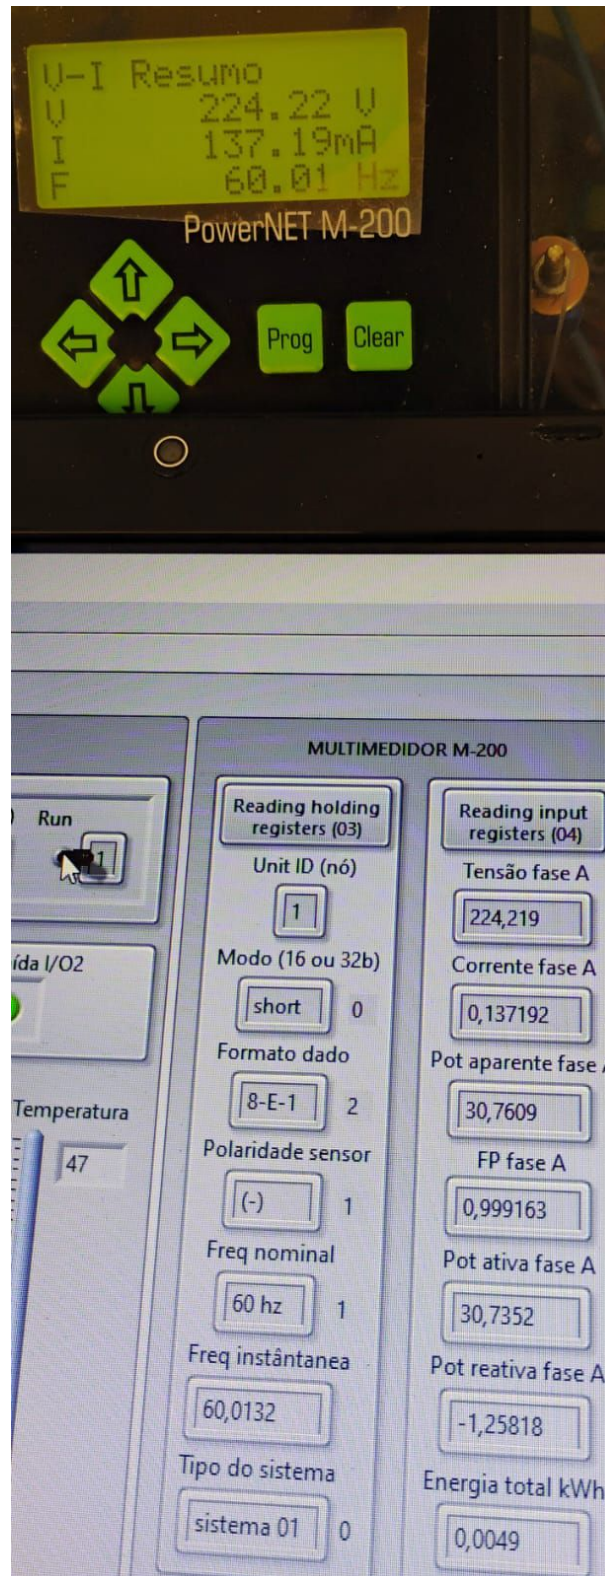 V-I Resumo
V 224.22 V
I 137.19mA
F 60.01 Hz
PowerNET M-200
Prog Clear
MULTIMEDIDOR M-200
Run
1
ída I/O2
Temperatura
47
Reading holding
registers (03)
Unit ID (nó)
1
Modo (16 ou 32b)
short 0
Formato dado
8-E-1 2
Polaridade sensor
(-) 1
Freq nominal
60 hz 1
Freq instântanea
60,0132
Tipo do sistema
sistema 01 0
Reading input
registers (04)
Tensão fase A
224,219
Corrente fase A
0,137192
Pot aparente fase
30,7609
FP fase A
0,999163
Pot ativa fase A
30,7352
Pot reativa fase A
-1,25818
Energia total kWh
0,0049